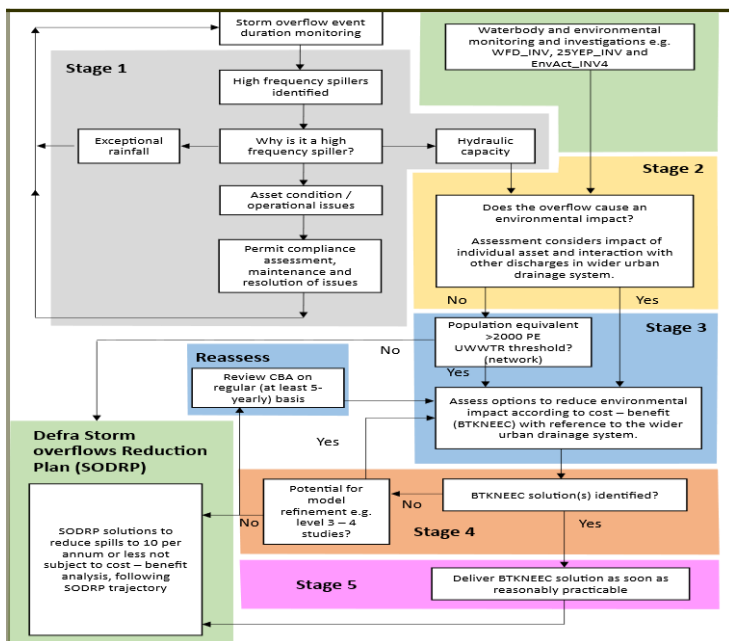 Storm overflow event
duration monitoring
Waterbody and environmental
monitoring and investigations e.g.
WFD_INV, 25YEP_INV and
EnvAct_INV4
Stage 1
High frequency spillers
identified
Exceptional
rainfall
Why is it a high
frequency spiller?
Hydraulic
capacity
Stage 2
Asset condition /
operational issues
Does the overflow cause an
environmental impact?
Assessment considers impact of
individual asset and interaction with
other discharges in wider urban
drainage system.
Permit compliance
assessment,
maintenance and
resolution of issues
No
Yes
Population equivalent
>2000 PE
UWWTR threshold?
(network)
Stage 3
No
Yes
Reassess
Review CBA on
regular (at least 5-
yearly) basis
Assess options to reduce environmental
impact according to cost – benefit
(BTKNEEC) with reference to the wider
urban drainage system.
Yes
Defra Storm
overflows Reduction
Plan (SODRP)
Potential for
model
refinement e.g.
level 3 – 4
studies?
No
BTKNEEC solution(s) identified?
No
Stage 4
Yes
SODRP solutions to
reduce spills to 10 per
annum or less not
subject to cost –
benefit
analysis, following
SODRP trajectory
Stage 5
Deliver BTKNEEC solution as soon as
reasonably practicable